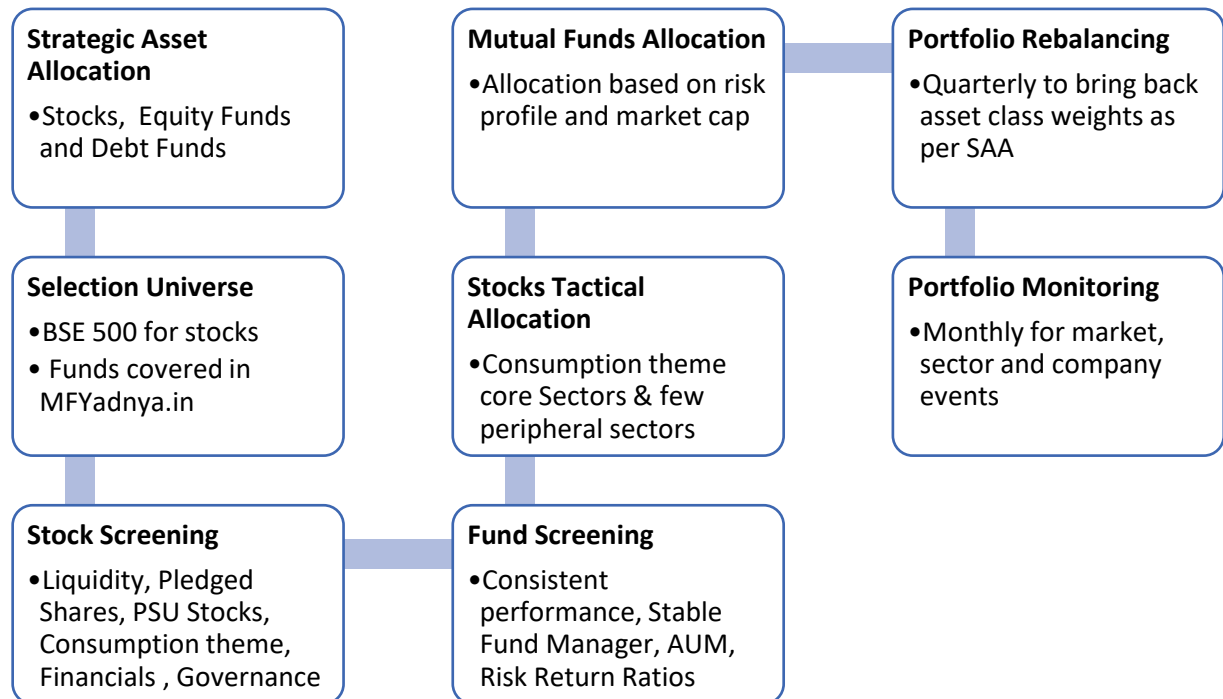 Strategic Asset
Allocation
•Stocks, Equity Funds
and Debt Funds
Selection Universe
•BSE 500 for stocks
• Funds covered in
MFYadnya.in
Stock Screening
•Liquidity, Pledged
Shares, PSU Stocks,
Consumption theme,
Financials , Governance
Fund Screening
•Consistent
performance, Stable
Fund Manager, AUM,
Risk Return Ratios
Stocks Tactical
Allocation
•Consumption theme
core Sectors & few
peripheral sectors
Mutual Funds Allocation
•Allocation based on risk
profile and market cap
Portfolio Rebalancing
•Quarterly to bring back
asset class weights as
per SAA
Portfolio Monitoring
•Monthly for market,
sector and company
events